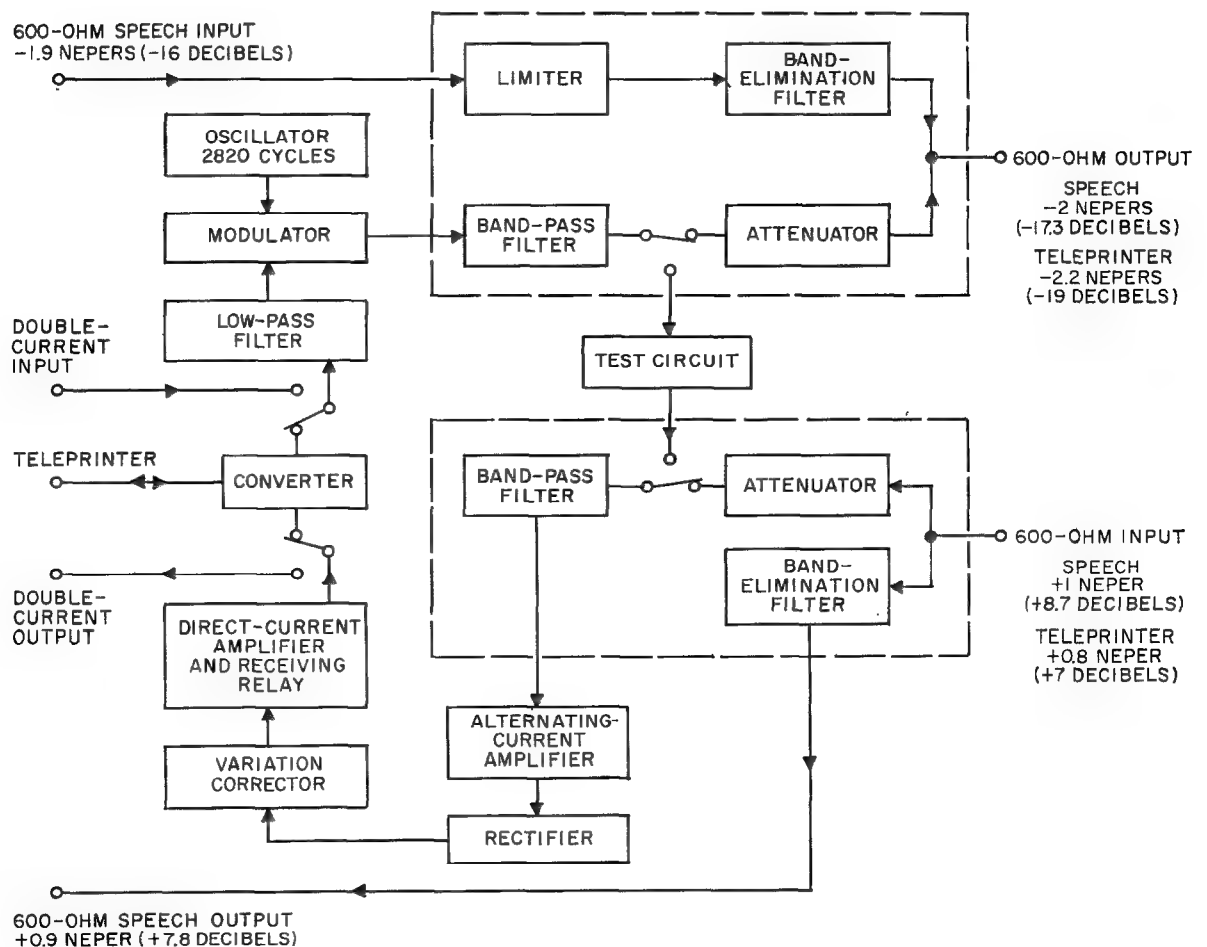 600-OHM SPEECH INPUT
-1.9 NEPERS (-16 DECIBELS)
LIMITER
BAND-
ELIMINATION
FILTER
OSCILLATOR
2820 CYCLES
600-OHM OUTPUT
SPEECH
-2 NEPERS
(-17.3 DECIBELS)
TELEPRINTER
-2.2 NEPERS
(-19 DECIBELS)
MODULATOR
BAND-PASS
FILTER
ATTENUATOR
LOW-PASS
FILTER
DOUBLE-
CURRENT
INPUT
TEST CIRCUIT
TELEPRINTER
CONVERTER
BAND-PASS
FILTER
ATTENUATOR
600-OHM INPUT
SPEECH
+1 NEPER
(+8.7 DECIBELS)
TELEPRINTER
+0.8 NEPER
(+7 DECIBELS)
BAND-
ELIMINATION
FILTER
DOUBLE-
CURRENT
OUTPUT
DIRECT-CURRENT
AMPLIFIER
AND RECEIVING
RELAY
ALTERNATING-
CURRENT
AMPLIFIER
VARIATION
CORRECTOR
RECTIFIER
600-OHM SPEECH OUTPUT
+0.9 NEPER (+7.8 DECIBELS)